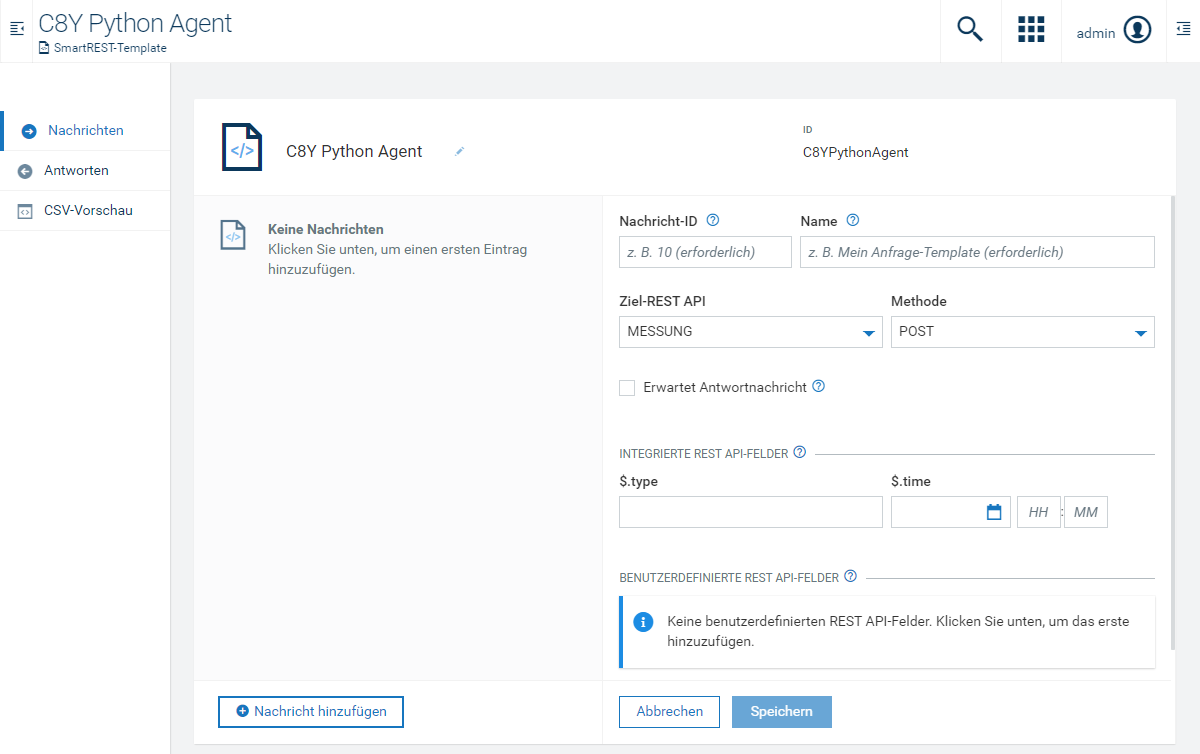 C8Y Python Agent
SmartREST-Template
admin
Nachrichten
Antworten
CSV-Vorschau
C8Y Python Agent
ID
C8YPythonAgent
Keine Nachrichten
Klicken Sie unten, um einen ersten Eintrag
hinzuzufügen.
Nachricht-ID
Name
z. B. 10 (erforderlich)
z. B. Mein Anfrage-Template (erforderlich)
Ziel-REST API
Methode
MESSUNG
POST
Erwartet Antwortnachricht
INTEGRIERTE REST API-FELDER
$.type
$.time
HH : MM
BENUTZERDEFINIERTE REST API-FELDER
Keine benutzerdefinierten REST API-Felder. Klicken Sie unten, um das erste
hinzuzufügen.
Nachricht hinzufügen
Abbrechen
Speichern